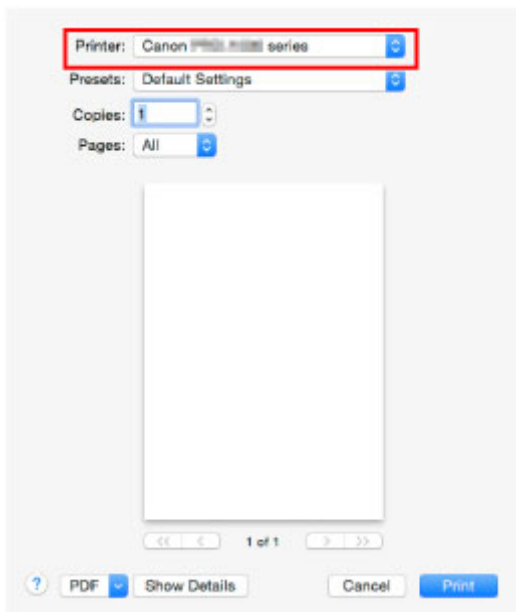 Printer: Canon series
Presets: Default Settings
Copies: 1
Pages: All
<< < 1 of 1 > >>
? PDF Show Details Cancel Print